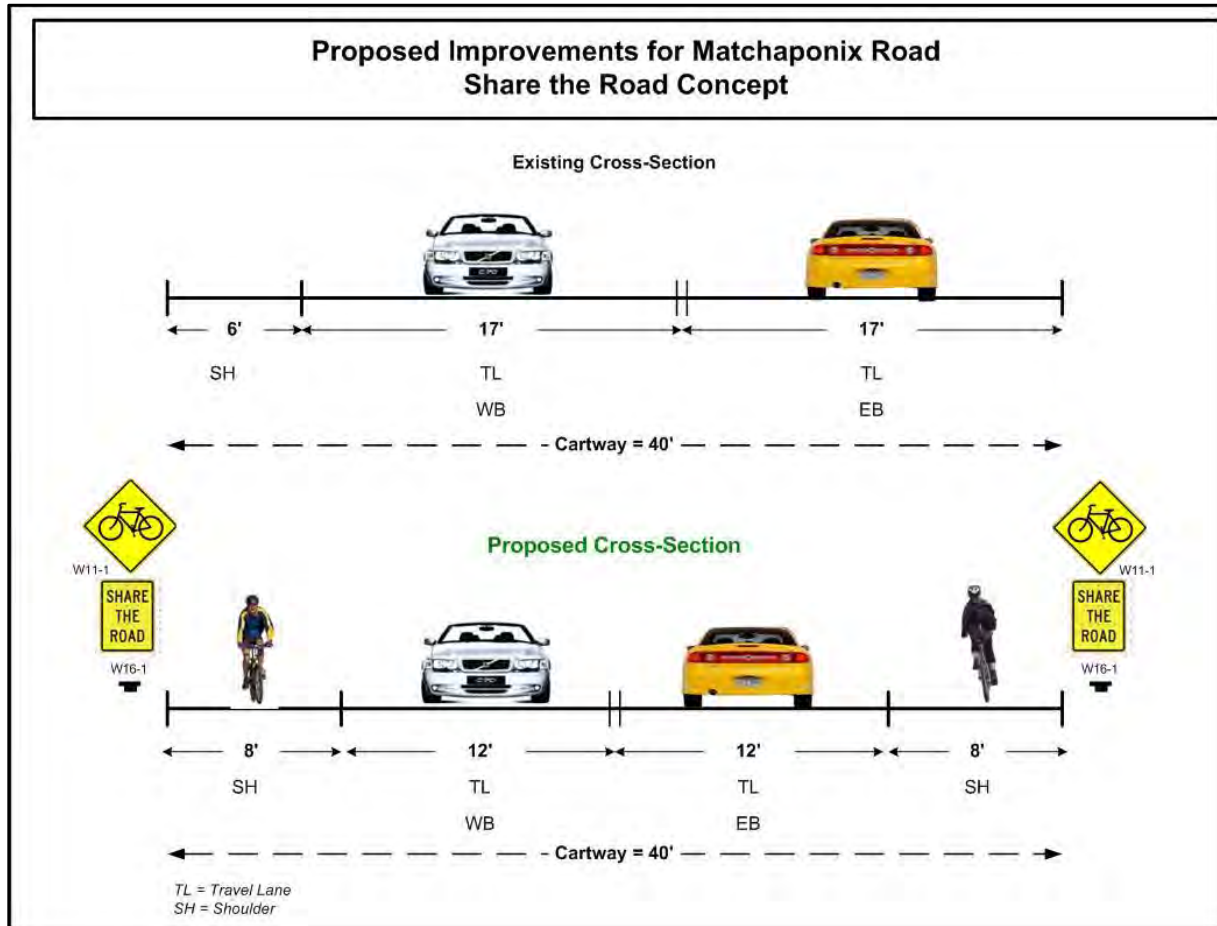 Proposed Improvements for Matchaponix Road
Share the Road Concept
Existing Cross-Section
6' 17' 17'
SH TL TL
WB EB
Cartway = 40'
Proposed Cross-Section
W11-1 W11-1
SHARE
THE
ROAD
SHARE
THE
ROAD
W16-1 W16-1
8' 12' 12' 8'
SH TL TL SH
WB EB
Cartway = 40'
TL = Travel Lane
SH = Shoulder